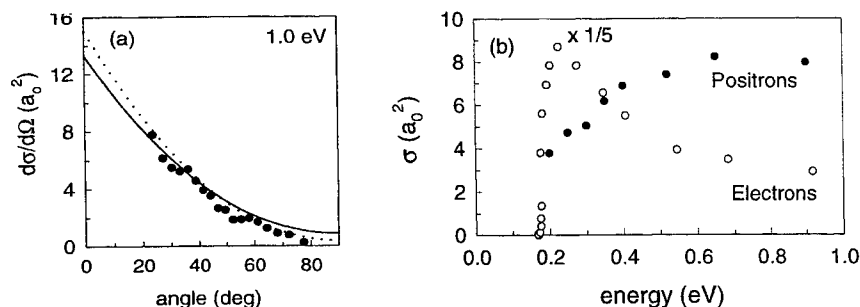 16
(a)
1.0 eV
12
8
4
0
dσ/dΩ (a₀²)
0 20 40 60 80
angle (deg)
10
(b)
x 1/5
8
6
4
2
0
σ (a₀²)
Positrons
Electrons
0.0 0.2 0.4 0.6 0.8 1.0
energy (eV)